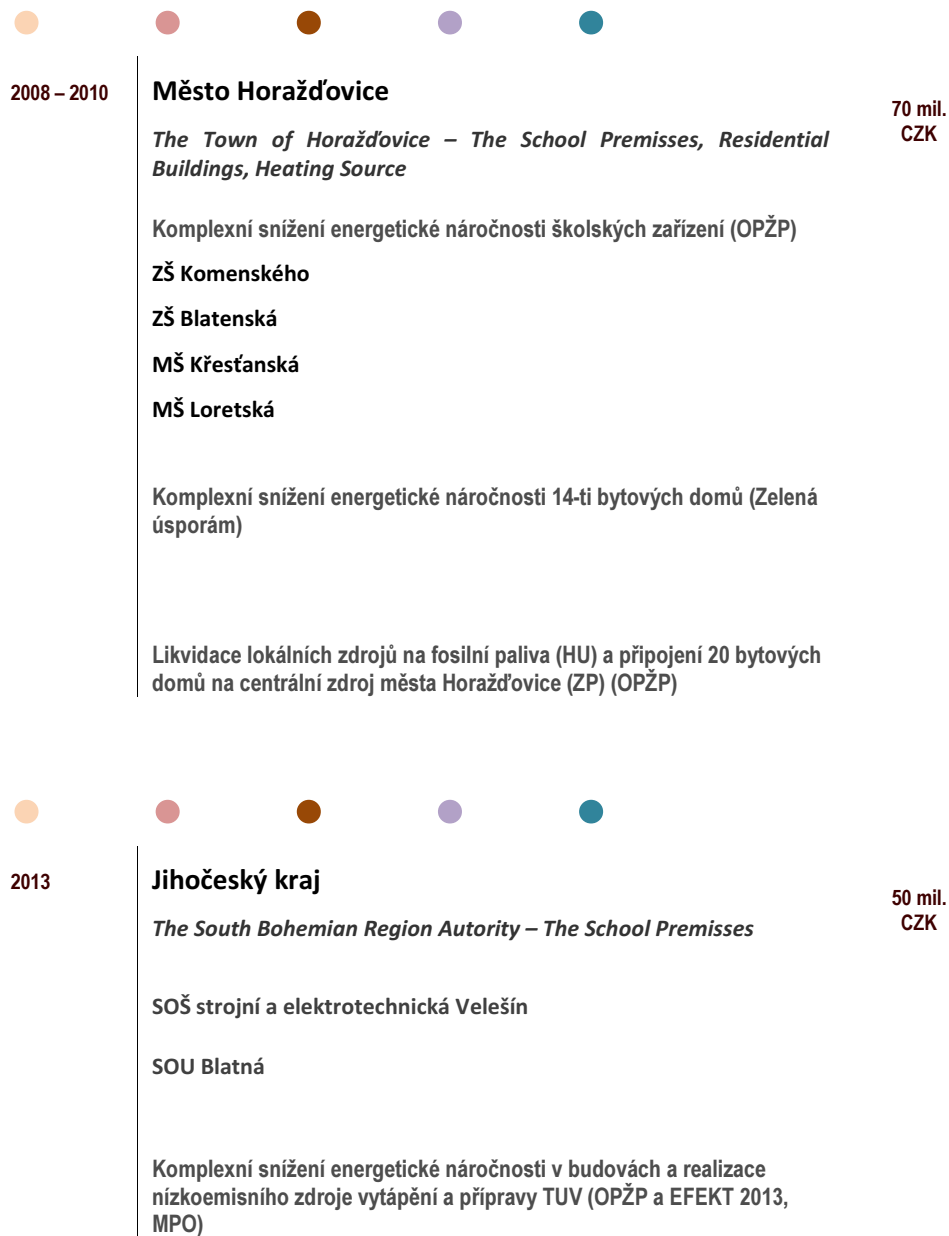 2008 – 2010
Město Horažďovice
70 mil.
CZK
The Town of Horažďovice – The School Premisses, Residential
Buildings, Heating Source
Komplexní snížení energetické náročnosti školských zařízení (OPŽP)
ZŠ Komenského
ZŠ Blatenská
MŠ Křesťanská
MŠ Loretská
Komplexní snížení energetické náročnosti 14-ti bytových domů (Zelená
úsporám)
Likvidace lokálních zdrojů na fosilní paliva (HU) a připojení 20 bytových
domů na centrální zdroj města Horažďovice (ZP) (OPŽP)
2013
Jihočeský kraj
50 mil.
CZK
The South Bohemian Region Autority – The School Premisses
SOŠ strojní a elektrotechnická Velešín
SOU Blatná
Komplexní snížení energetické náročnosti v budovách a realizace
nízkoemisního zdroje vytápění a přípravy TUV (OPŽP a EFEKT 2013,
MPO)